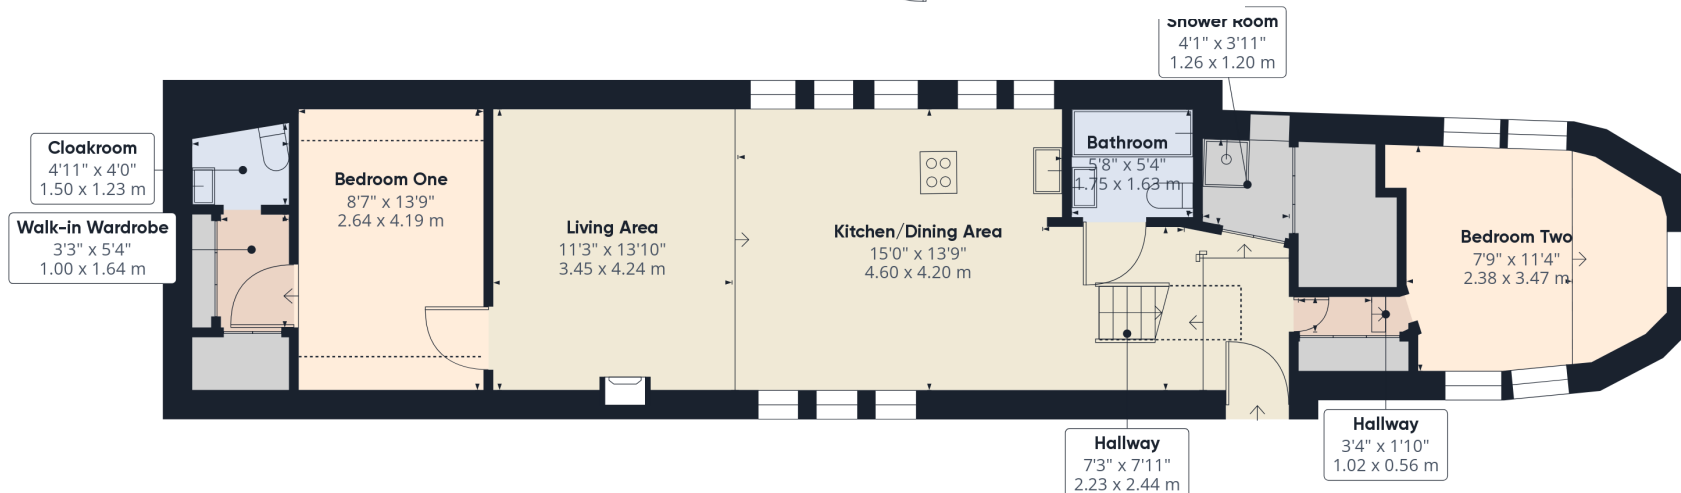 Shower Room
4'1" x 3'11"
1.26 x 1.20 m
Cloakroom
4'11" x 4'0"
1.50 x 1.23 m
Walk-in Wardrobe
3'3" x 5'4"
1.00 x 1.64 m
Bedroom One
8'7" x 13'9"
2.64 x 4.19 m
Living Area
11'3" x 13'10"
3.45 x 4.24 m
Kitchen/Dining Area
15'0" x 13'9"
4.60 x 4.20 m
Bathroom
5'8" x 5'4"
1.75 x 1.63 m
Bedroom Two
7'9" x 11'4"
2.38 x 3.47 m
Hallway
7'3" x 7'11"
2.23 x 2.44 m
Hallway
3'4" x 1'10"
1.02 x 0.56 m